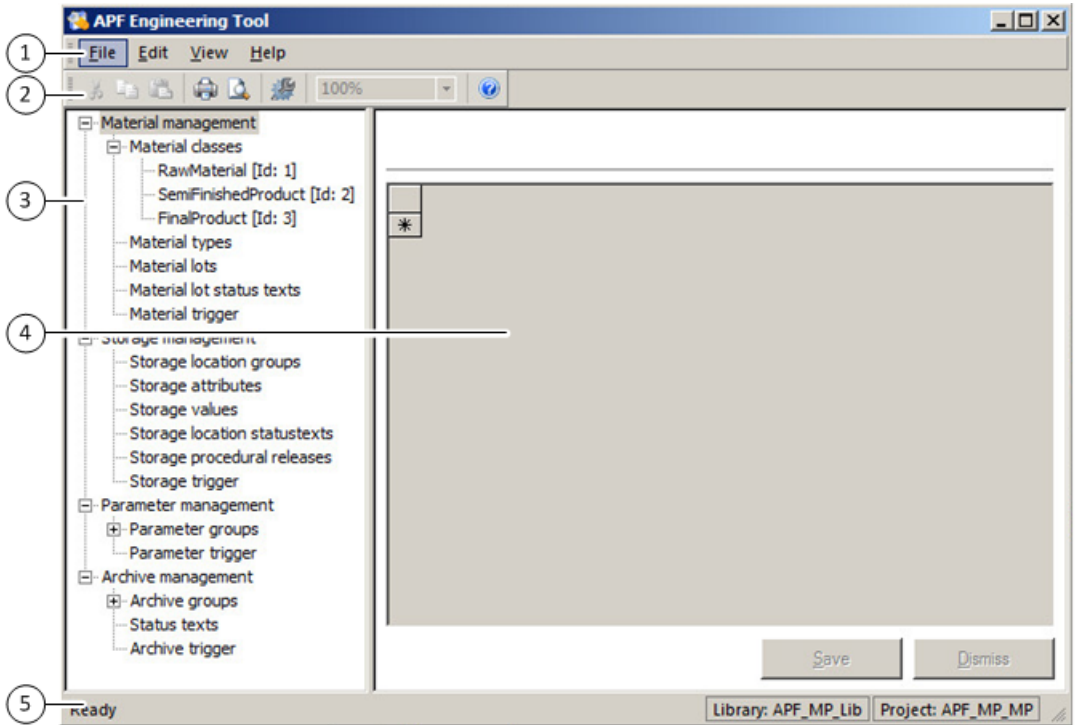 APF Engineering Tool
1
File Edit View Help
2
100%
Material management
Material classes
RawMaterial [Id: 1]
3
SemiFinishedProduct [Id: 2]
FinalProduct [Id: 3]
Material types
Material lots
Material lot status texts
Material trigger
4
Storage management
Storage location groups
Storage attributes
Storage values
Storage location statustexts
Storage procedural releases
Storage trigger
Parameter management
Parameter groups
Parameter trigger
Archive management
Archive groups
Status texts
Archive trigger
Save Dismiss
5
Ready
Library: APF_MP_Lib Project: APF_MP_MP